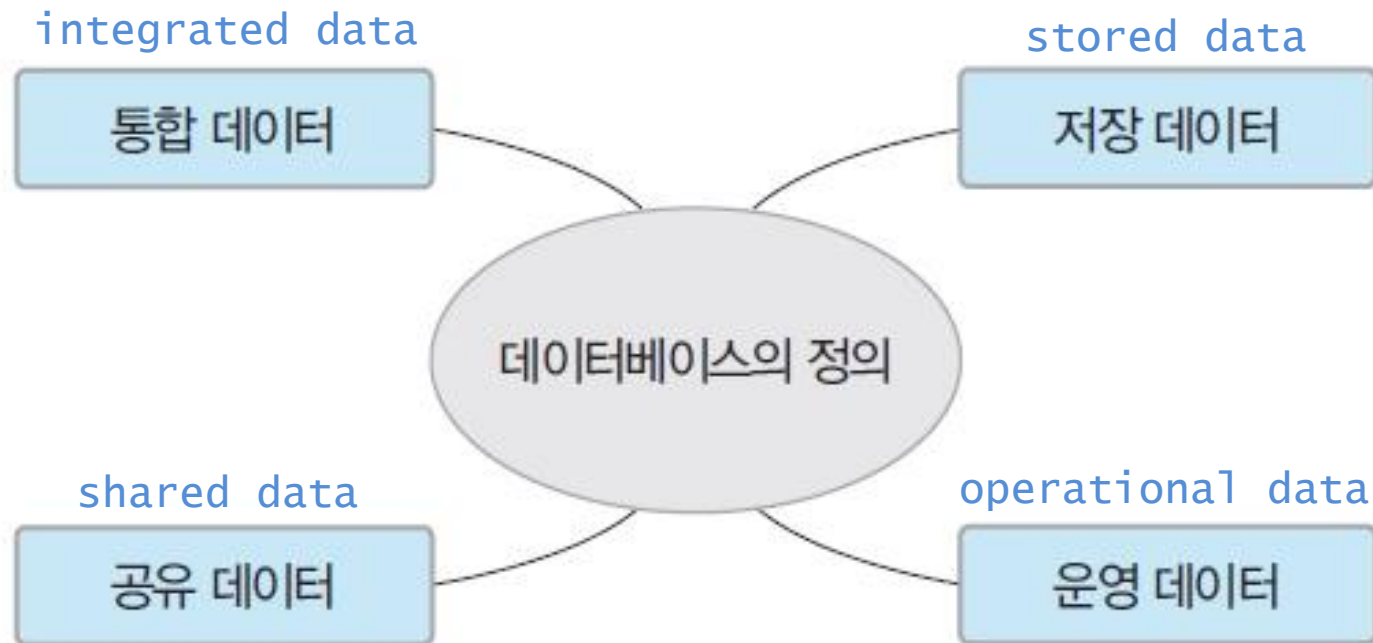 integrated data
통합 데이터
stored data
저장 데이터
데이터베이스의 정의
shared data
공유 데이터
operational data
운영 데이터